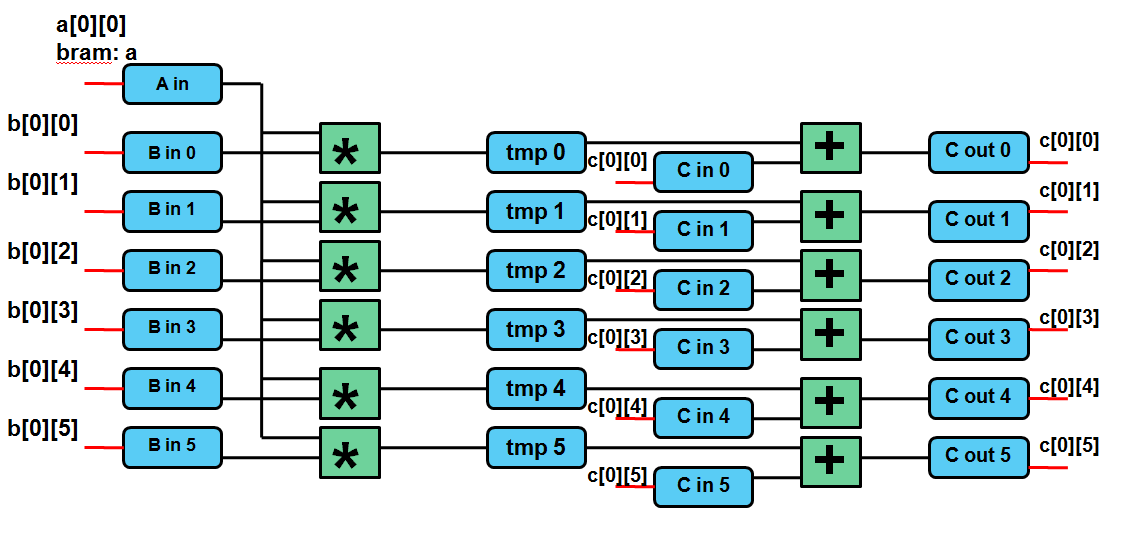 a[0][0]
bram: a
A in
b[0][0]
B in 0
*
tmp 0
c[0][0]
C in 0
+
C out 0
c[0][0]
b[0][1]
B in 1
*
tmp 1
c[0][1]
C in 1
+
C out 1
c[0][1]
b[0][2]
B in 2
*
tmp 2
c[0][2]
C in 2
+
C out 2
c[0][2]
b[0][3]
B in 3
*
tmp 3
c[0][3]
C in 3
+
C out 3
c[0][3]
b[0][4]
B in 4
*
tmp 4
c[0][4]
C in 4
+
C out 4
c[0][4]
b[0][5]
B in 5
*
tmp 5
c[0][5]
C in 5
+
C out 5
c[0][5]